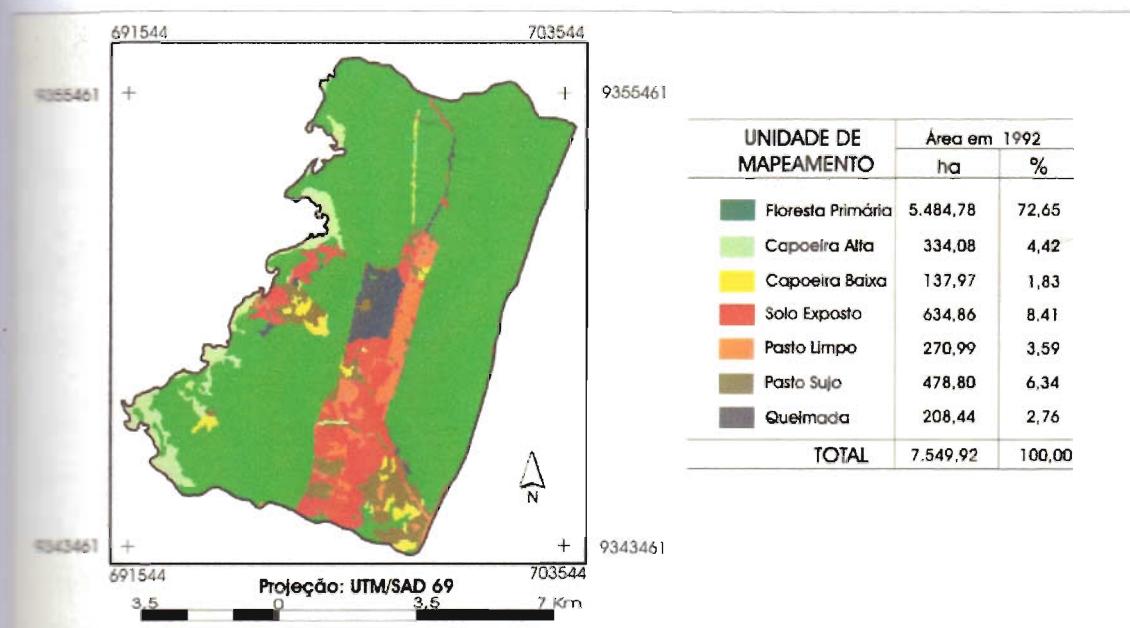 691544 703544
9355461 9355461
N
9343461 9343461
691544 703544
Projeção: UTM/SAD 69
3,5 0 3,5 7 Km
UNIDADE DE MAPEAMENTO Área em 1992
ha %
Floresta Primária 5.484,78 72,65
Capoeira Alta 334,08 4,42
Capoeira Baixa 137,97 1,83
Solo Exposto 634,86 8,41
Pasto Limpo 270,99 3,59
Pasto Sujo 478,80 6,34
Queimada 208,44 2,76
TOTAL 7.549,92 100,00